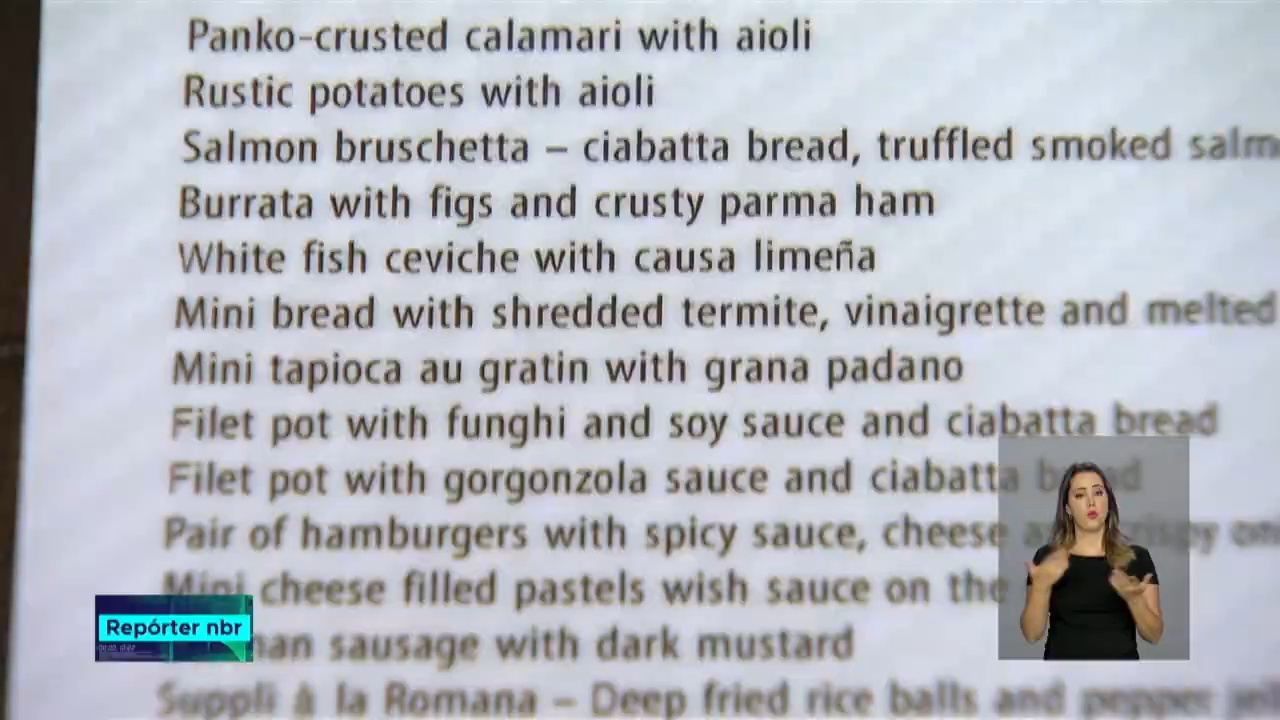 Panko-crusted calamari with aioli
Rustic potatoes with aioli
Salmon bruschetta – ciabatta bread, truffled smoked
Burrata with figs and crusty parma ham
White fish ceviche with causa limeña
Mini bread with shredded termite, vinaigrette and melted
Mini tapioca au gratin with grana padano
Filet pot with funghi and soy sauce and ciabatta bread
Filet pot with gorgonzola sauce and ciabatta
Pair of hamburgers with spicy sauce, cheese
Mini cheese filled pastels wish sauce on the
sausage with dark mustard
Suppli à la Romana – Deep fried rice balls and pepper
Repórter nbr